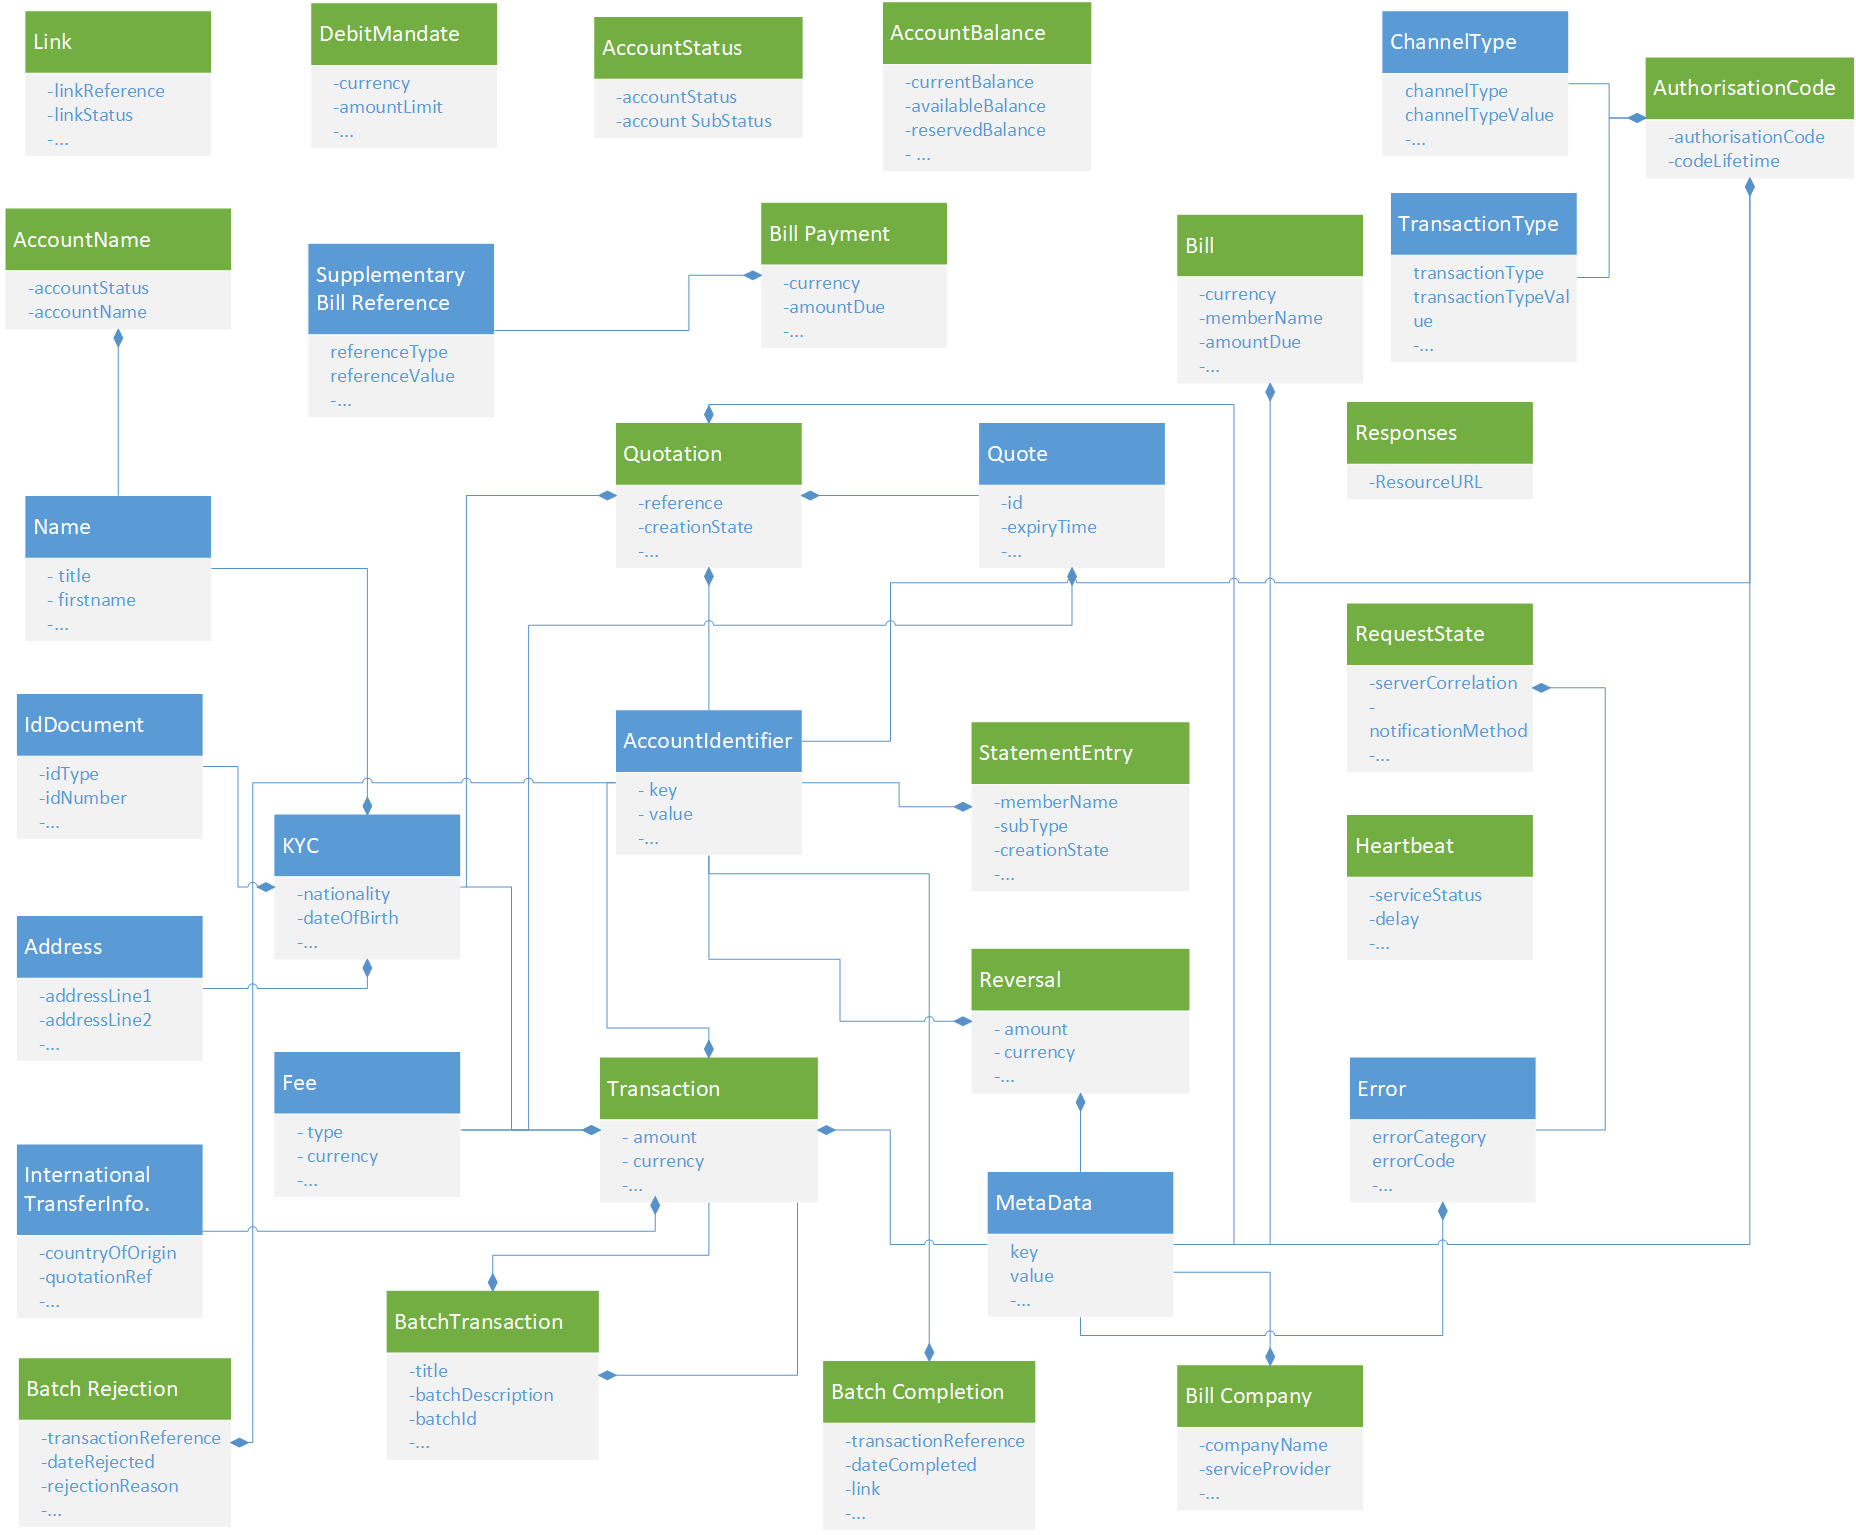 Link
-linkReference
-linkStatus
-...
DebitMandate
-currency
-amountLimit
-...
AccountStatus
-accountStatus
-account SubStatus
AccountBalance
-currentBalance
-availableBalance
-reservedBalance
- ...
ChannelType
channelType
channelTypeValue
-...
AuthorisationCode
-authorisationCode
-codeLifetime
AccountName
-accountStatus
-accountName
Supplementary
Bill Reference
referenceType
referenceValue
-...
Bill Payment
-currency
-amountDue
-...
Bill
-currency
-memberName
-amountDue
-...
TransactionType
transactionType
transactionTypeVal
ue
-...
Quotation
-reference
-creationState
-...
Quote
-id
-expiryTime
-...
Responses
-ResourceURL
Name
- title
- firstname
-...
RequestState
-serverCorrelation
-
notificationMethod
-...
IdDocument
-idType
-idNumber
-...
AccountIdentifier
- key
- value
-...
StatementEntry
-memberName
-subType
-creationState
-...
KYC
-nationality
-dateOfBirth
-...
Heartbeat
-serviceStatus
-delay
-...
Address
-addressLine1
-addressLine2
-...
Reversal
- amount
- currency
-...
Fee
- type
- currency
-...
Transaction
- amount
- currency
-...
Error
errorCategory
errorCode
-...
International
TransferInfo.
-countryOfOrigin
-quotationRef
-...
MetaData
key
value
-...
BatchTransaction
-title
-batchDescription
-batchId
-...
Batch Rejection
-transactionReference
-dateRejected
-rejectionReason
-...
Batch Completion
-transactionReference
-dateCompleted
-link
-...
Bill Company
-companyName
-serviceProvider
-...